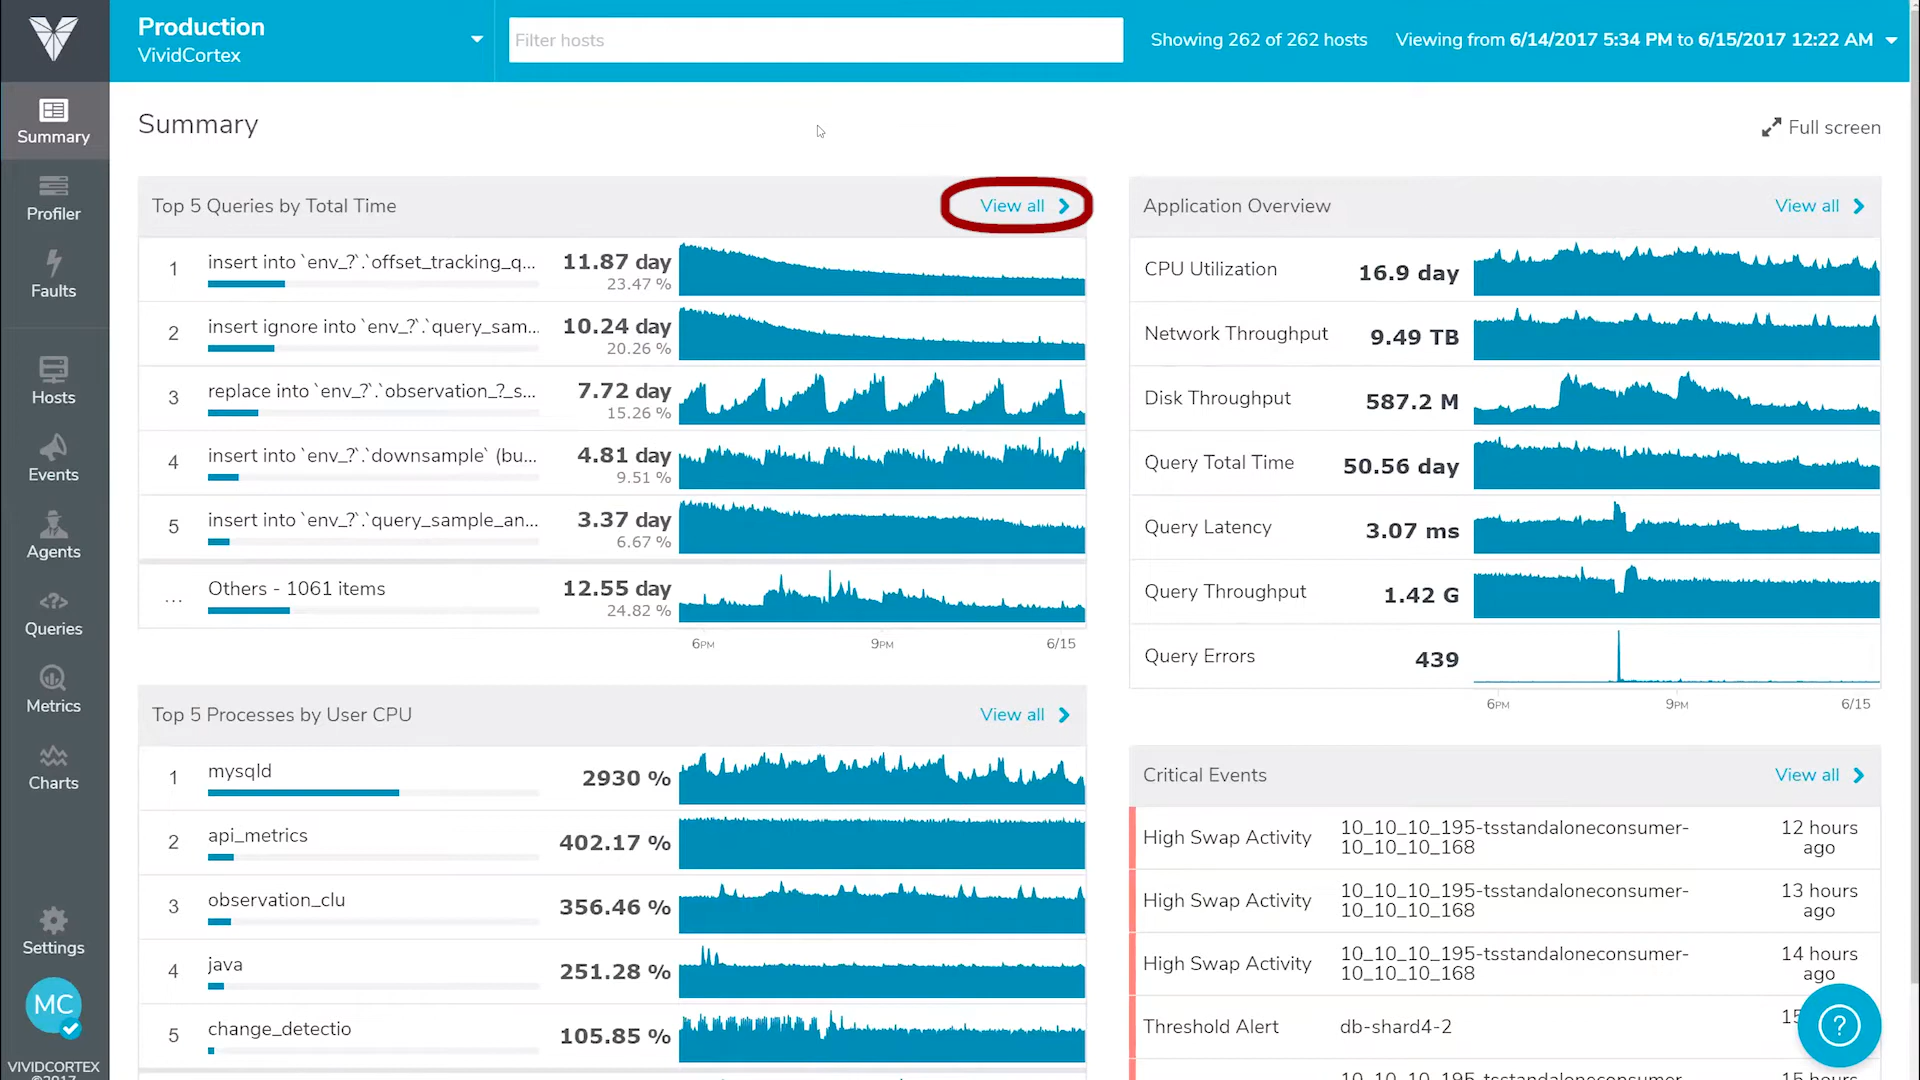 Production
VividCortex
Filter hosts
Showing 262 of 262 hosts
Viewing from 6/14/2017 5:34 PM to 6/15/2017 12:22 AM
Summary
Profiler
Faults
Hosts
Events
Agents
Queries
Metrics
Charts
Settings
MC
VIVIDCORTEX
©2017
Summary
Full screen
Top 5 Queries by Total Time
View all
1
insert into `env_?`.`offset_tracking_q...
11.87 day
23.47 %
2
insert ignore into `env_?`.`query_sam...
10.24 day
20.26 %
3
replace into `env_?`.`observation_?_s...
7.72 day
15.26 %
4
insert into `env_?`.`downsample` (bu...
4.81 day
9.51 %
5
insert into `env_?`.`query_sample_an...
3.37 day
6.67 %
...
Others - 1061 items
12.55 day
24.82 %
6PM
9PM
6/15
Top 5 Processes by User CPU
View all
1
mysqld
2930 %
2
api_metrics
402.17 %
3
observation_clu
356.46 %
4
java
251.28 %
5
change_detectio
105.85 %
Application Overview
View all
CPU Utilization
16.9 day
Network Throughput
9.49 TB
Disk Throughput
587.2 M
Query Total Time
50.56 day
Query Latency
3.07 ms
Query Throughput
1.42 G
Query Errors
439
6PM
9PM
6/15
Critical Events
View all
High Swap Activity
10_10_10_195-tsstandaloneconsumer-
10_10_10_168
12 hours
ago
High Swap Activity
10_10_10_195-tsstandaloneconsumer-
10_10_10_168
13 hours
ago
High Swap Activity
10_10_10_195-tsstandaloneconsumer-
10_10_10_168
14 hours
ago
Threshold Alert
db-shard4-2
15
?
10_10_10_195-tsstandaloneconsumer-
15 hours